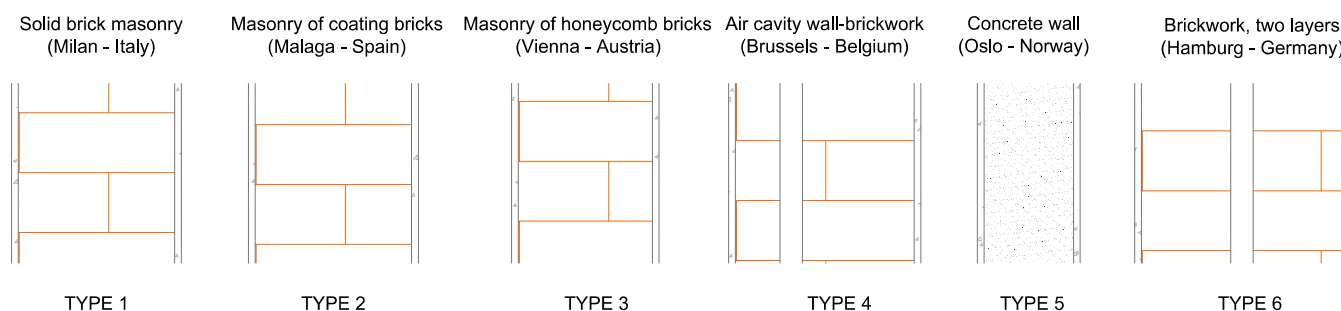 Solid brick masonry
(Milan - Italy)
Masonry of coating bricks
(Malaga - Spain)
Masonry of honeycomb bricks
(Vienna - Austria)
Air cavity wall-brickwork
(Brussels - Belgium)
Concrete wall
(Oslo - Norway)
Brickwork, two layers
(Hamburg - Germany)
TYPE 1
TYPE 2
TYPE 3
TYPE 4
TYPE 5
TYPE 6